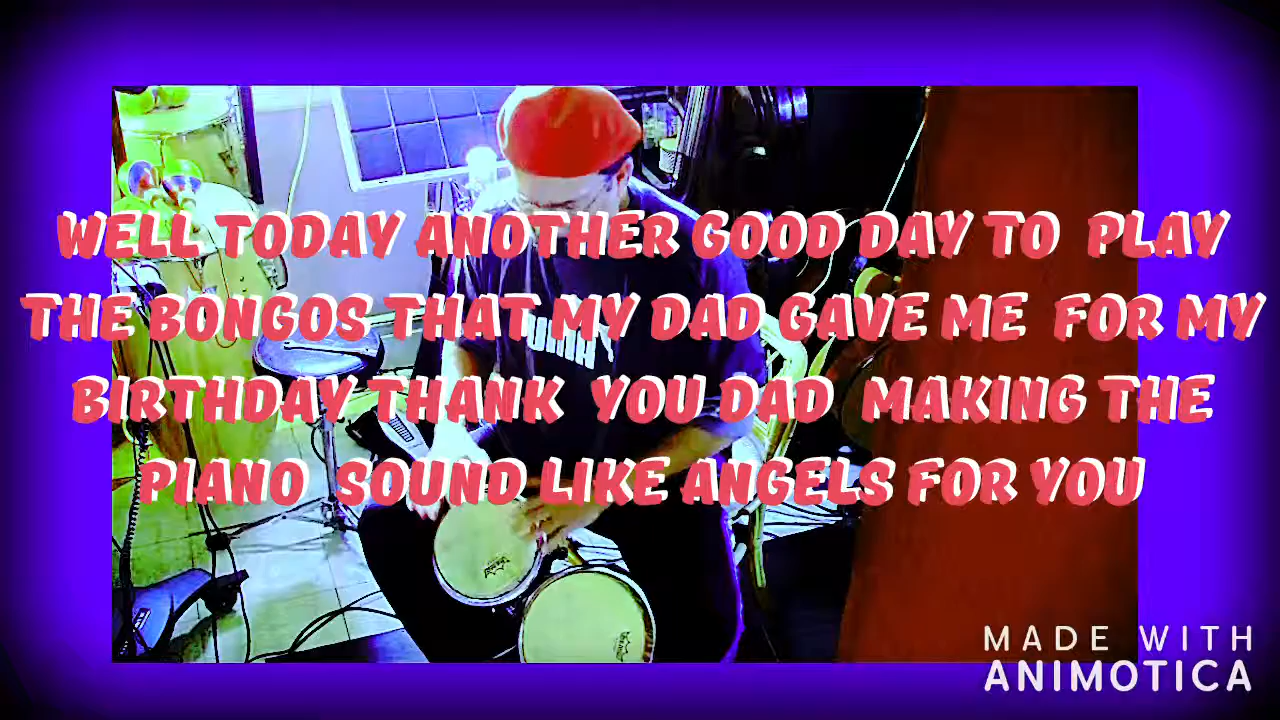 WELL TODAY ANOTHER GOOD DAY TO PLAY
THE BONGOS THAT MY DAD GAVE ME FOR MY
BIRTHDAY THANK YOU DAD MAKING THE
PIANO SOUND LIKE ANGELS FOR YOU
MADE WITH
ANIMOTICA